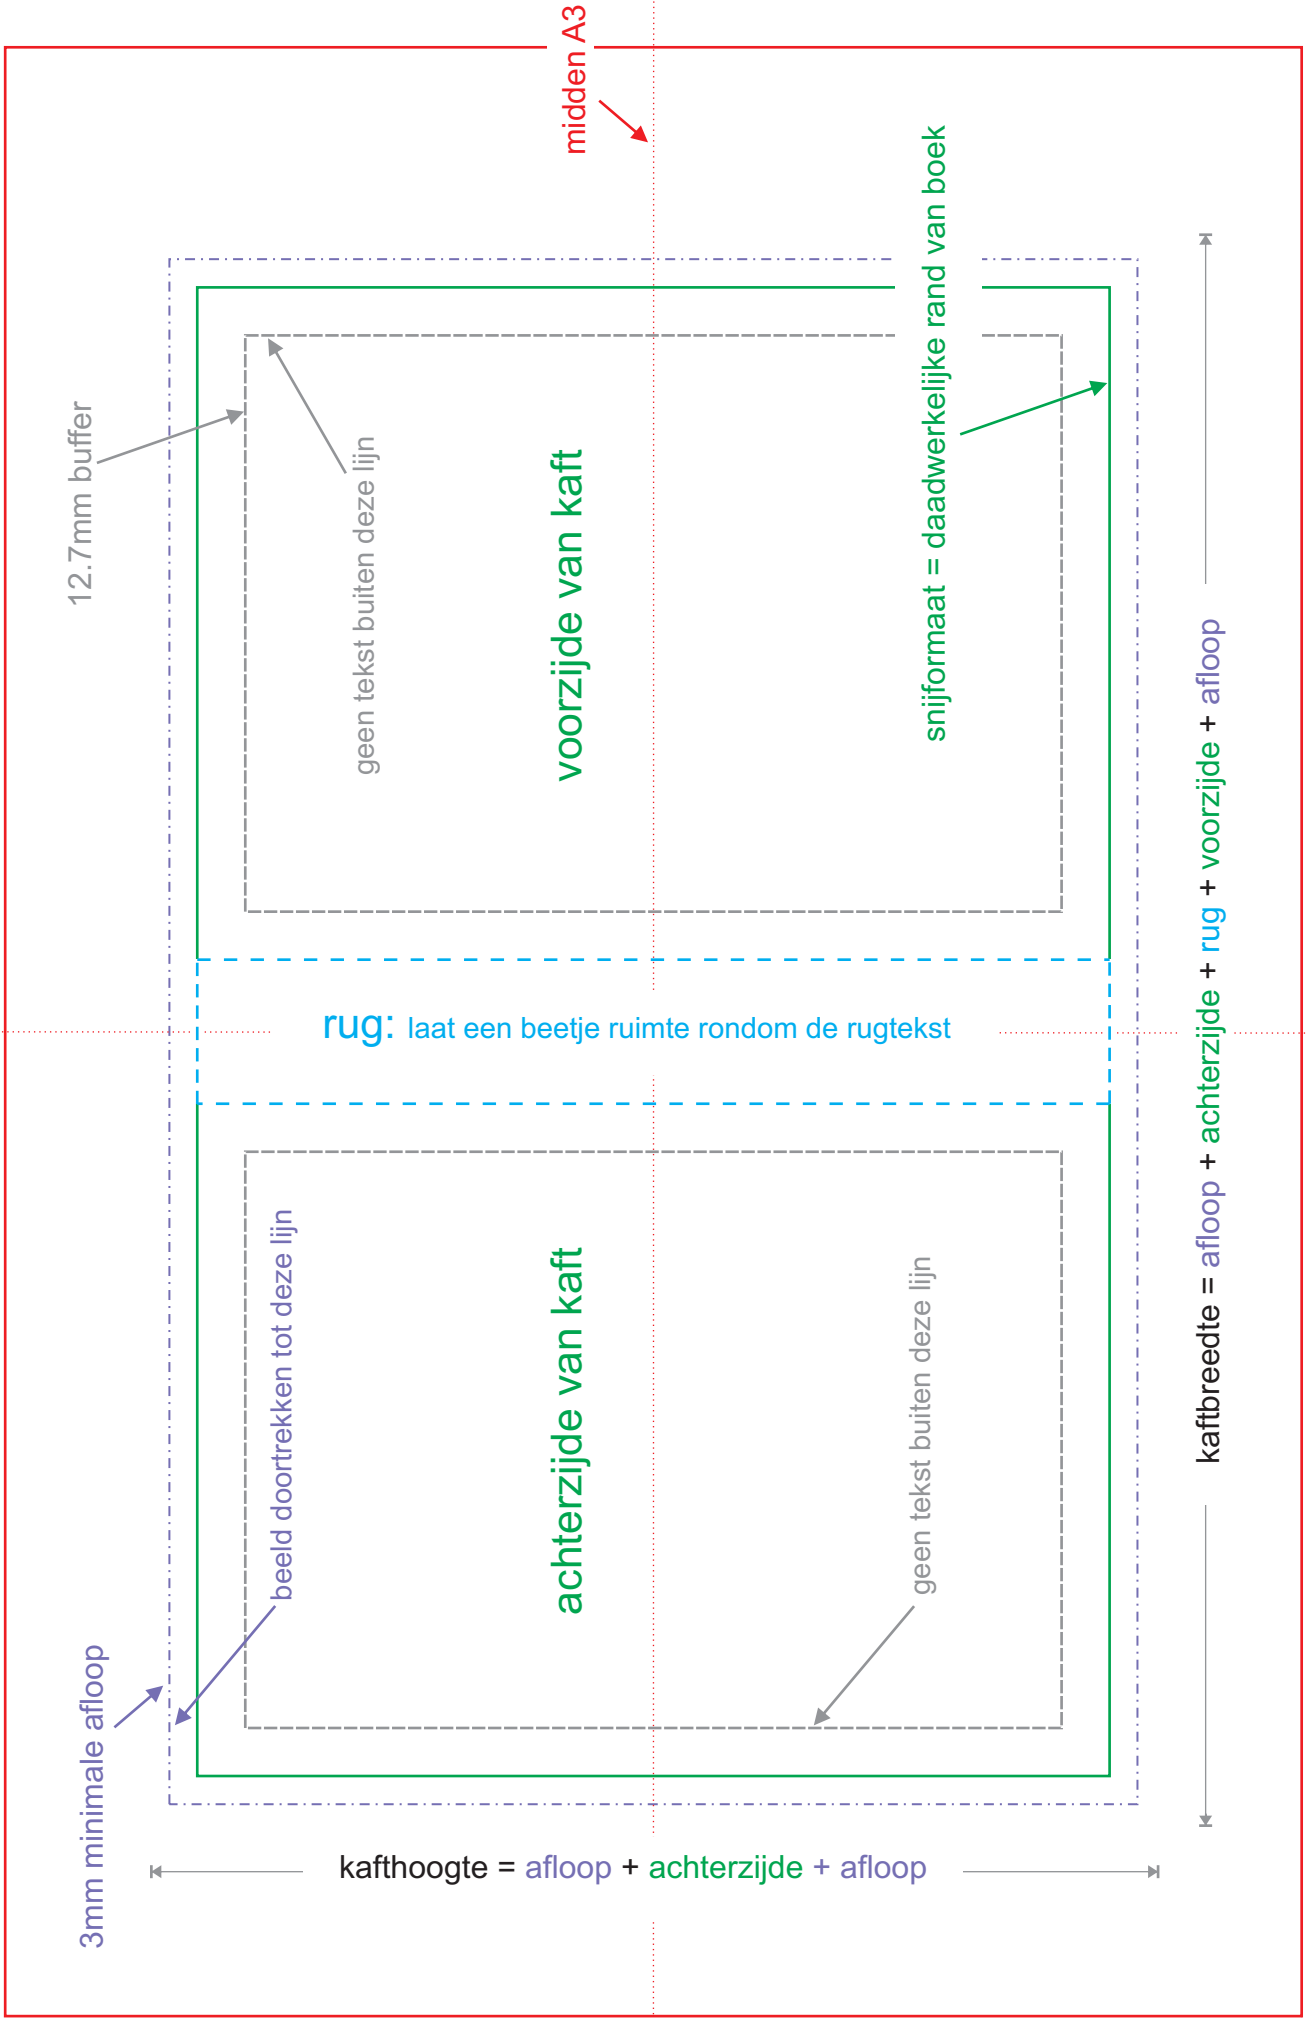 midden A3
12.7mm buffer
geen tekst buiten deze lijn
voorzijde van kaft
snijformaat = daadwerkelijke rand van boek
rug: laat een beetje ruimte rondom de rugtekst
kaftbreedte = afloop + achterzijde + rug + voorzijde + afloop
3mm minimale afloop
beeld doortrekken tot deze lijn
achterzijde van kaft
geen tekst buiten deze lijn
kafthoogte = afloop + achterzijde + afloop